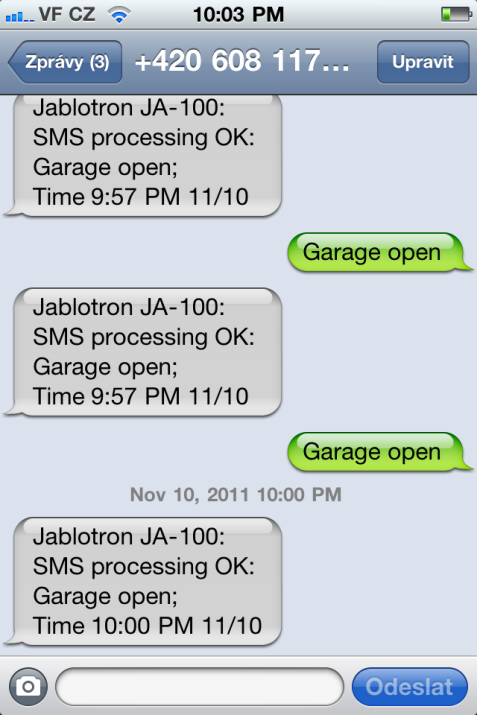 VF CZ 10:03 PM
Zprávy (3) +420 608 117... Upravit
Jablotron JA-100:
SMS processing OK:
Garage open;
Time 9:57 PM 11/10
Garage open
Jablotron JA-100:
SMS processing OK:
Garage open;
Time 9:57 PM 11/10
Garage open
Nov 10, 2011 10:00 PM
Jablotron JA-100:
SMS processing OK:
Garage open;
Time 10:00 PM 11/10
Odeslat